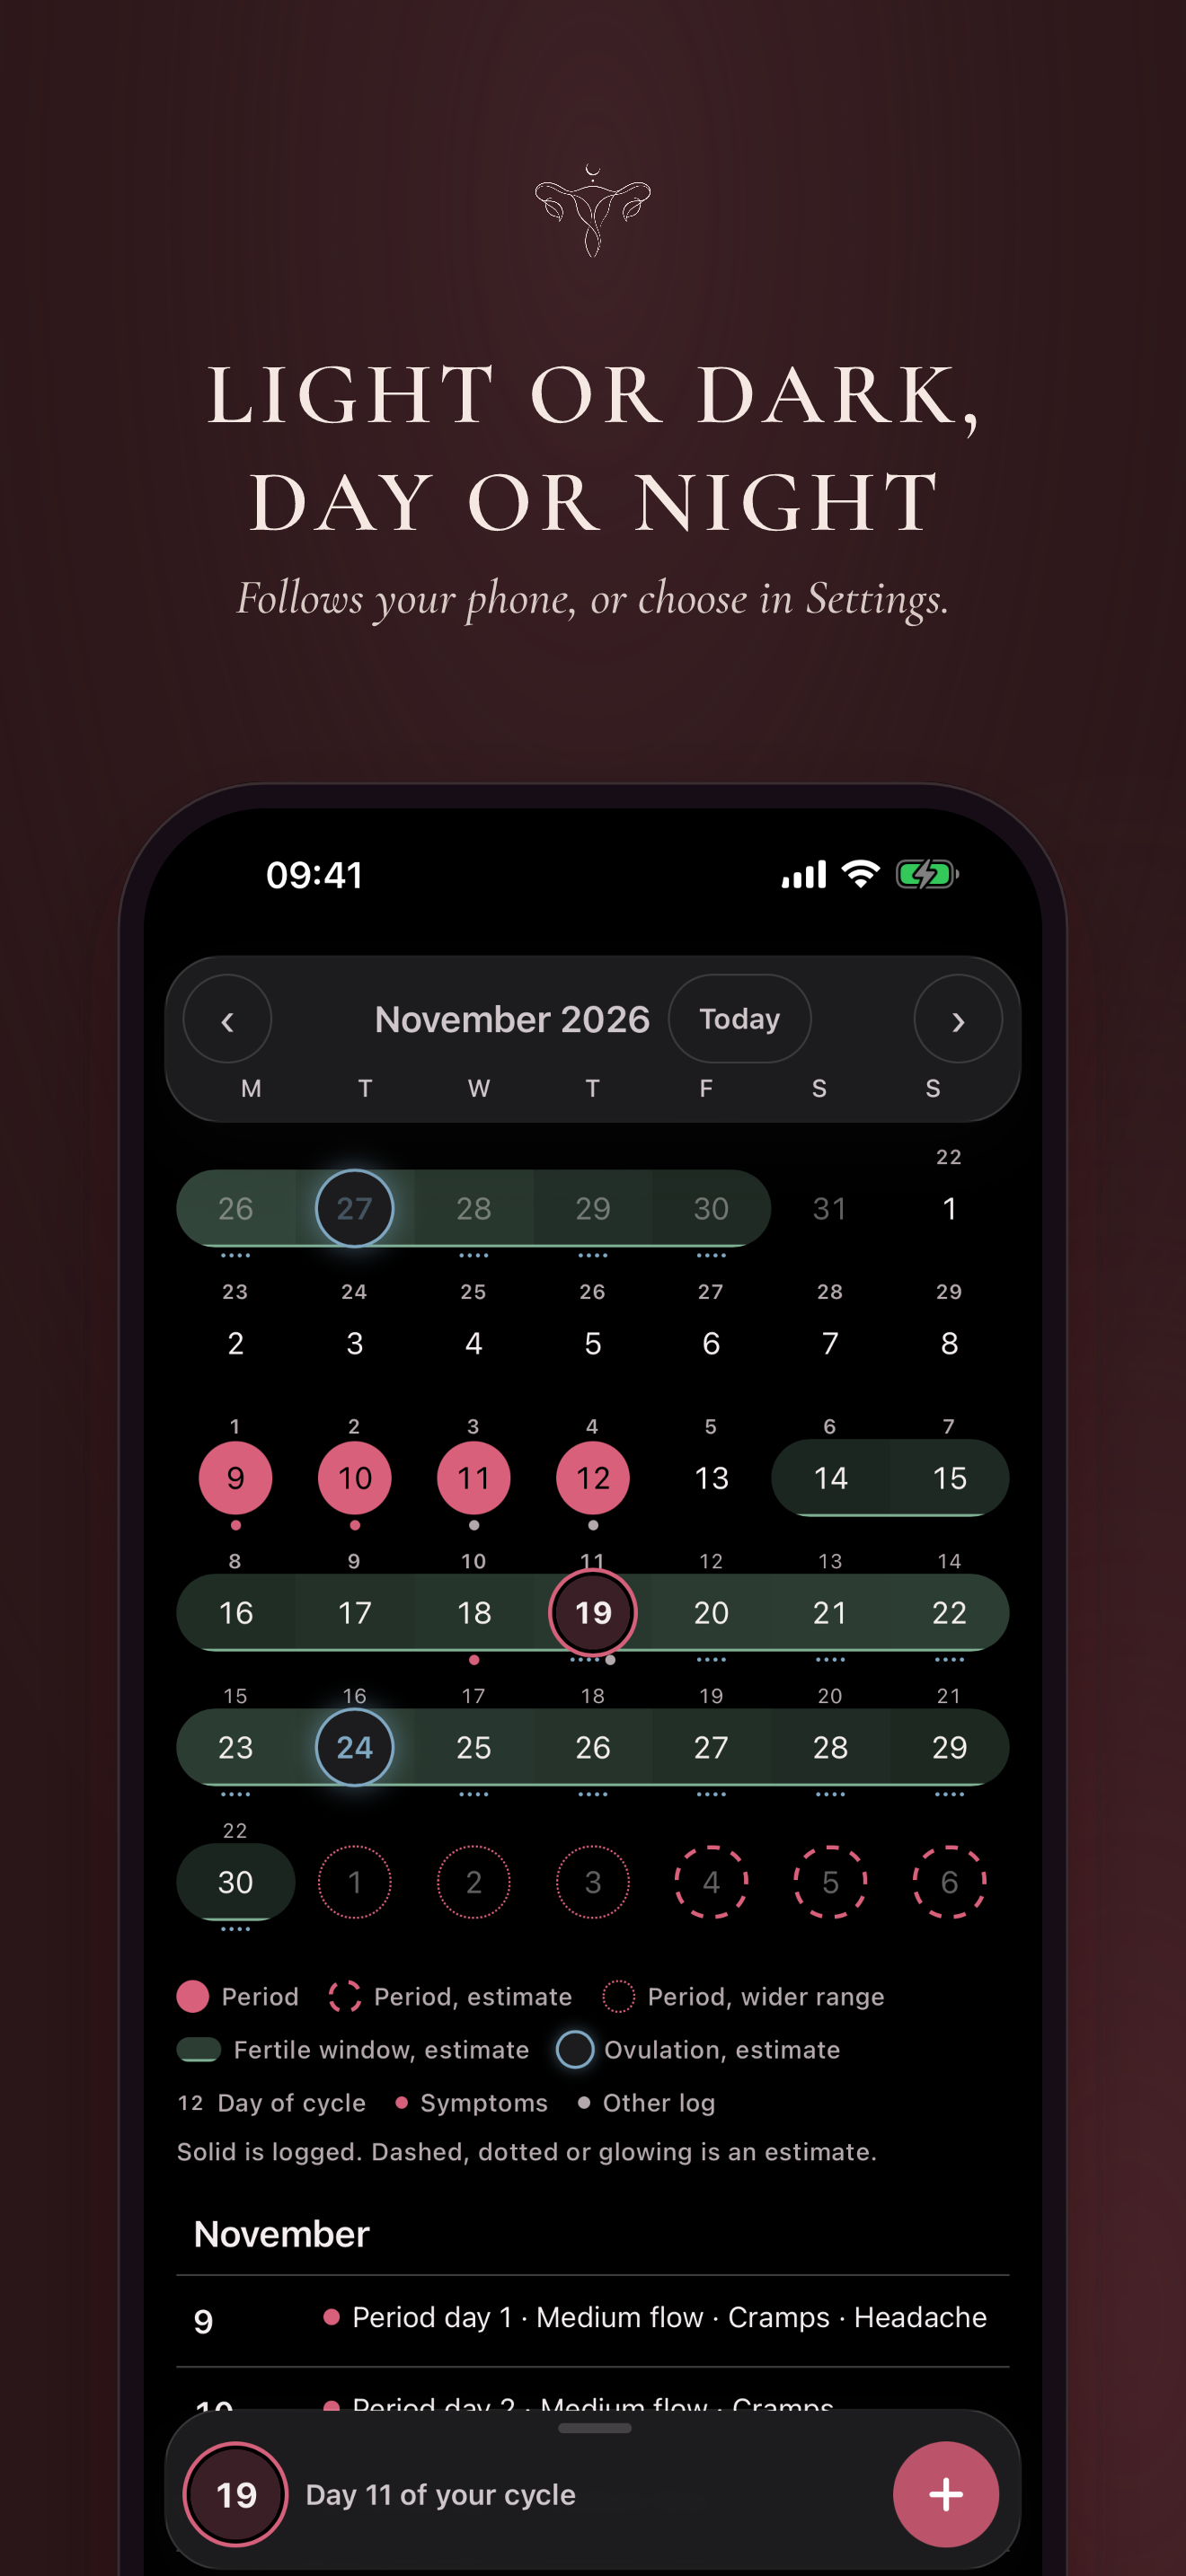 LIGHT OR DARK,
DAY OR NIGHT
Follows your phone, or choose in Settings.
09:41
‹ November 2026 Today ›
M T W T F S S
22
26 27 28 29 30 31 1
23 24 25 26 27 28 29
2 3 4 5 6 7 8
1 2 3 4 5 6 7
9 10 11 12 13 14 15
8 9 10 11 12 13 14
16 17 18 19 20 21 22
15 16 17 18 19 20 21
23 24 25 26 27 28 29
22
30 1 2 3 4 5 6
Period Period, estimate Period, wider range
Fertile window, estimate Ovulation, estimate
12 Day of cycle Symptoms Other log
Solid is logged. Dashed, dotted or glowing is an estimate.
November
9 Period day 1 · Medium flow · Cramps · Headache
10 Period day 2 · Medium flow · Cramps
19 Day 11 of your cycle +